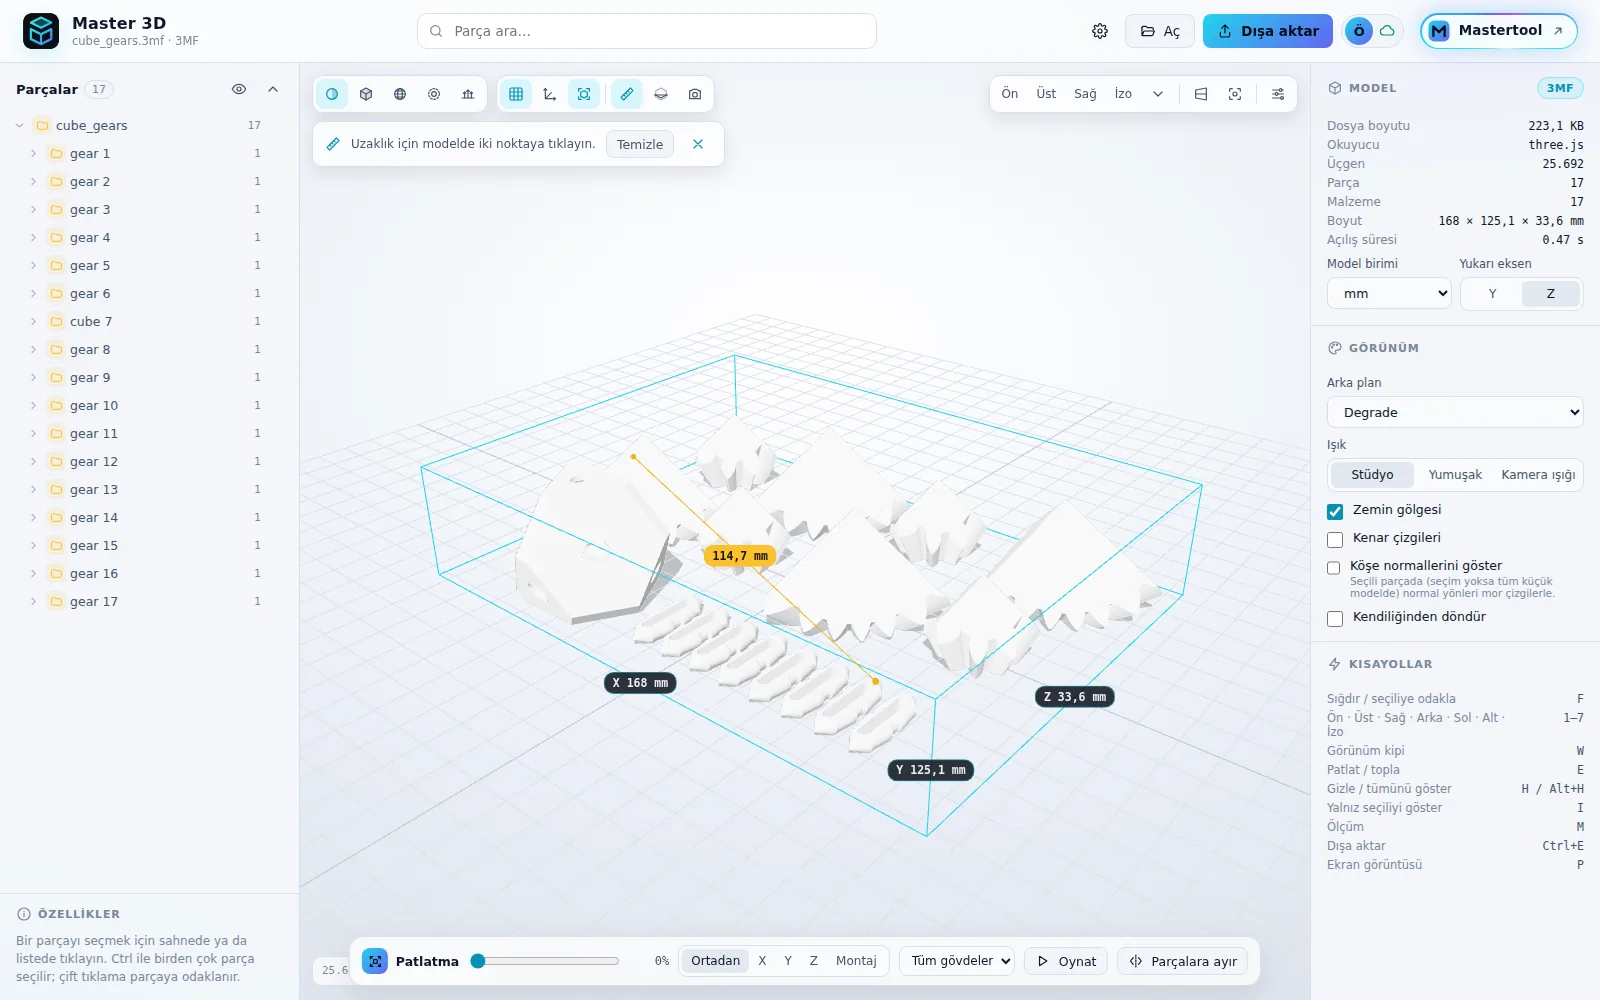 Master 3D
cube_gears.3mf · 3MF
Parça ara...
Aç
Dışa aktar
Ö
Mastertool
Parçalar 17
cube_gears 17
gear 1 1
gear 2 1
gear 3 1
gear 4 1
gear 5 1
gear 6 1
cube 7 1
gear 8 1
gear 9 1
gear 10 1
gear 11 1
gear 12 1
gear 13 1
gear 14 1
gear 15 1
gear 16 1
gear 17 1
ÖZELLİKLER
Bir parçayı seçmek için sahnede ya da
listede tıklayın. Ctrl ile birden çok parça
seçilir; çift tıklama parçaya odaklanır.
Ön Üst Sağ İzo
Uzaklık için modelde iki noktaya tıklayın. Temizle
114,7 mm
X 168 mm
Z 33,6 mm
Y 125,1 mm
25.6
Patlatma 0% Ortadan X Y Z Montaj Tüm gövdeler Oynat Parçalara ayır
MODEL 3MF
Dosya boyutu 223,1 KB
Okuyucu three.js
Üçgen 25.692
Parça 17
Malzeme 17
Boyut 168 × 125,1 × 33,6 mm
Açılış süresi 0.47 s
Model birimi Yukarı eksen
mm Y Z
GÖRÜNÜM
Arka plan
Degrade
Işık
Stüdyo Yumuşak Kamera ışığı
Zemin gölgesi
Kenar çizgileri
Köşe normallerini göster
Seçili parçada (seçim yoksa tüm küçük
modelde) normal yönleri mor çizgilerle.
Kendiliğinden döndür
KISAYOLLAR
Sığdır / seçiliye odakla F
Ön · Üst · Sağ · Arka · Sol · Alt · 1–7
İzo
Görünüm kipi W
Patlat / topla E
Gizle / tümünü göster H / Alt+H
Yalnız seçiliyi göster I
Ölçüm M
Dışa aktar Ctrl+E
Ekran görüntüsü P